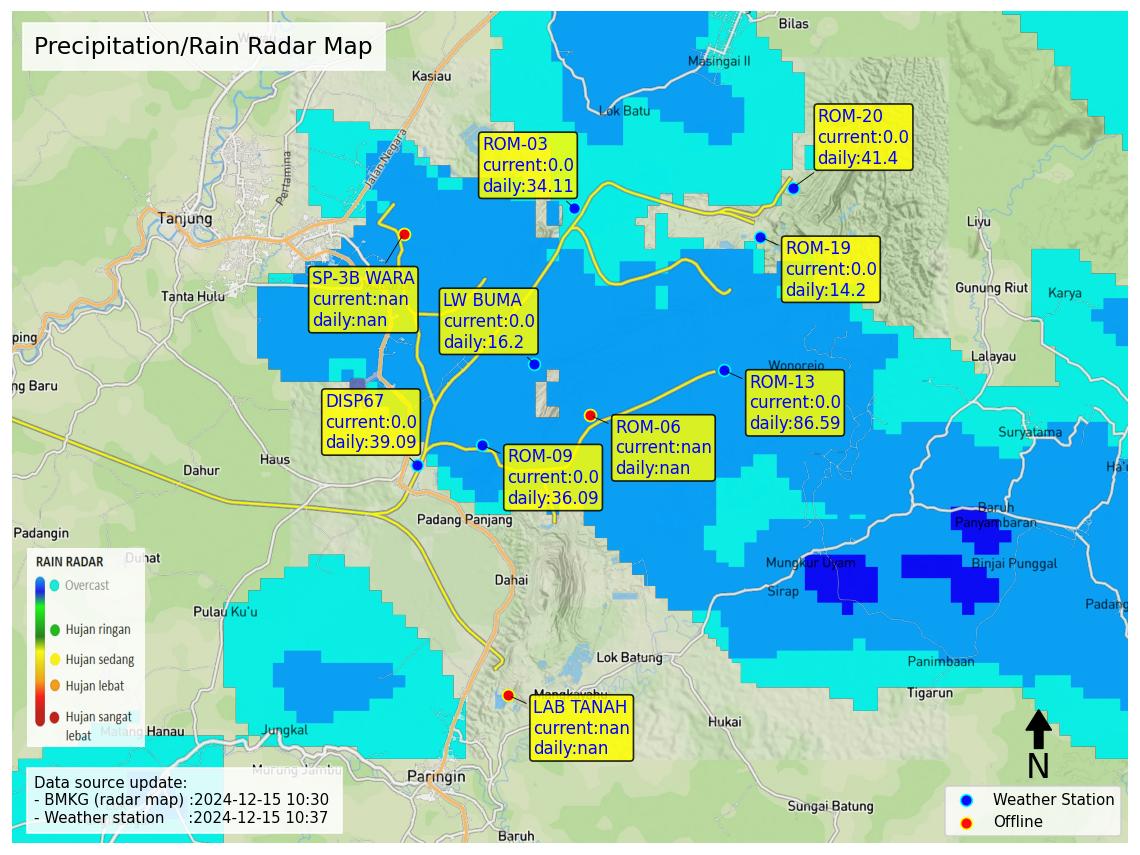 Precipitation/Rain Radar Map
Bilas
Masingai II
Kasiau
Lok Batu
ROM-20
current:0.0
daily:41.4
ROM-03
current:0.0
daily:34.11
Jalan Negara
Pertamina
Tanjung
Liyu
ROM-19
current:0.0
daily:14.2
SP-3B WARA
current:nan
daily:nan
Tanta Hulu
LW BUMA
current:0.0
daily:16.2
Gunung Riut
Karya
ping
Lalayau
Wonorejo
ng Baru
ROM-13
current:0.0
daily:86.59
DISP67
current:0.0
daily:39.09
ROM-06
current:nan
daily:nan
Suryatama
Haus
Dahur
ROM-09
current:0.0
daily:36.09
Baruh
Panyambaran
Padang Panjang
Padangin
Duhat
Mungkur Uyam
Binjai Punggal
Dahai
Sirap
Padang
RAIN RADAR
Overcast
Hujan ringan
Hujan sedang
Hujan lebat
Hujan sangat
lebat
Pulau Ku'u
Lok Batung
Panimbaan
Tigarun
LAB TANAH
current:nan
daily:nan
Hukai
Jungkal
Murung Jambu
Paringin
Sungai Batung
Baruh
N
Data source update:
- BMKG (radar map) :2024-12-15 10:30
- Weather station :2024-12-15 10:37
Weather Station
Offline